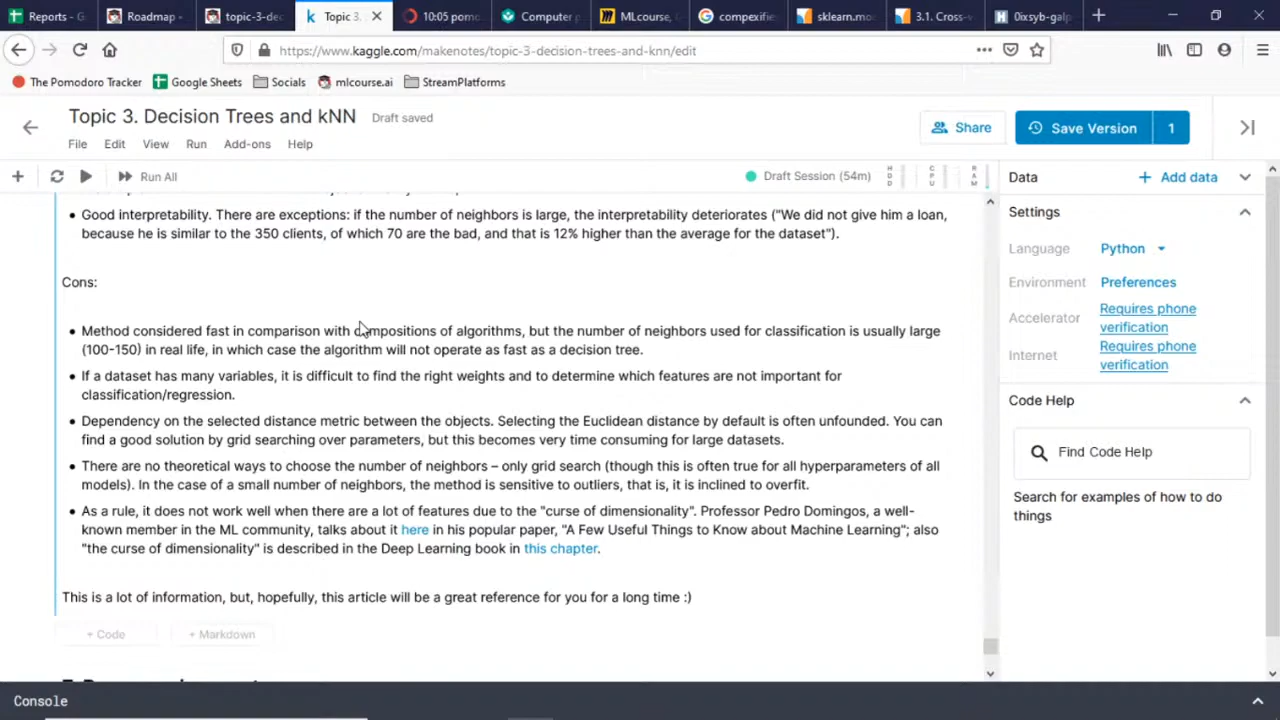 Reports - G
Roadmap -
topic-3-dec
Topic 3.
10:05 pomo
Computer p
MLcourse,
compexifie
sklearn.mo
3.1. Cross-v
0xsyb-galp
https://www.kaggle.com/makenotes/topic-3-decision-trees-and-knn/edit
The Pomodoro Tracker
Google Sheets
Socials
mlcourse.ai
StreamPlatforms
Topic 3. Decision Trees and kNN
Draft saved
Share
Save Version
1
File
Edit
View
Run
Add-ons
Help
Run All
Draft Session (54m)
HDD
CPU
RAM
Data
Add data
• Good interpretability. There are exceptions: if the number of neighbors is large, the interpretability deteriorates ("We did not give him a loan,
because he is similar to the 350 clients, of which 70 are the bad, and that is 12% higher than the average for the dataset").
Cons:
• Method considered fast in comparison with compositions of algorithms, but the number of neighbors used for classification is usually large
(100-150) in real life, in which case the algorithm will not operate as fast as a decision tree.
• If a dataset has many variables, it is difficult to find the right weights and to determine which features are not important for
classification/regression.
• Dependency on the selected distance metric between the objects. Selecting the Euclidean distance by default is often unfounded. You can
find a good solution by grid searching over parameters, but this becomes very time consuming for large datasets.
• There are no theoretical ways to choose the number of neighbors – only grid search (though this is often true for all hyperparameters of all
models). In the case of a small number of neighbors, the method is sensitive to outliers, that is, it is inclined to overfit.
• As a rule, it does not work well when there are a lot of features due to the "curse of dimensionality". Professor Pedro Domingos, a well-
known member in the ML community, talks about it here in his popular paper, "A Few Useful Things to Know about Machine Learning"; also
"the curse of dimensionality" is described in the Deep Learning book in this chapter.
This is a lot of information, but, hopefully, this article will be a great reference for you for a long time :)
+ Code
+ Markdown
Settings
Language
Python
Environment
Preferences
Accelerator
Requires phone
verification
Internet
Requires phone
verification
Code Help
Find Code Help
Search for examples of how to do
things
Console